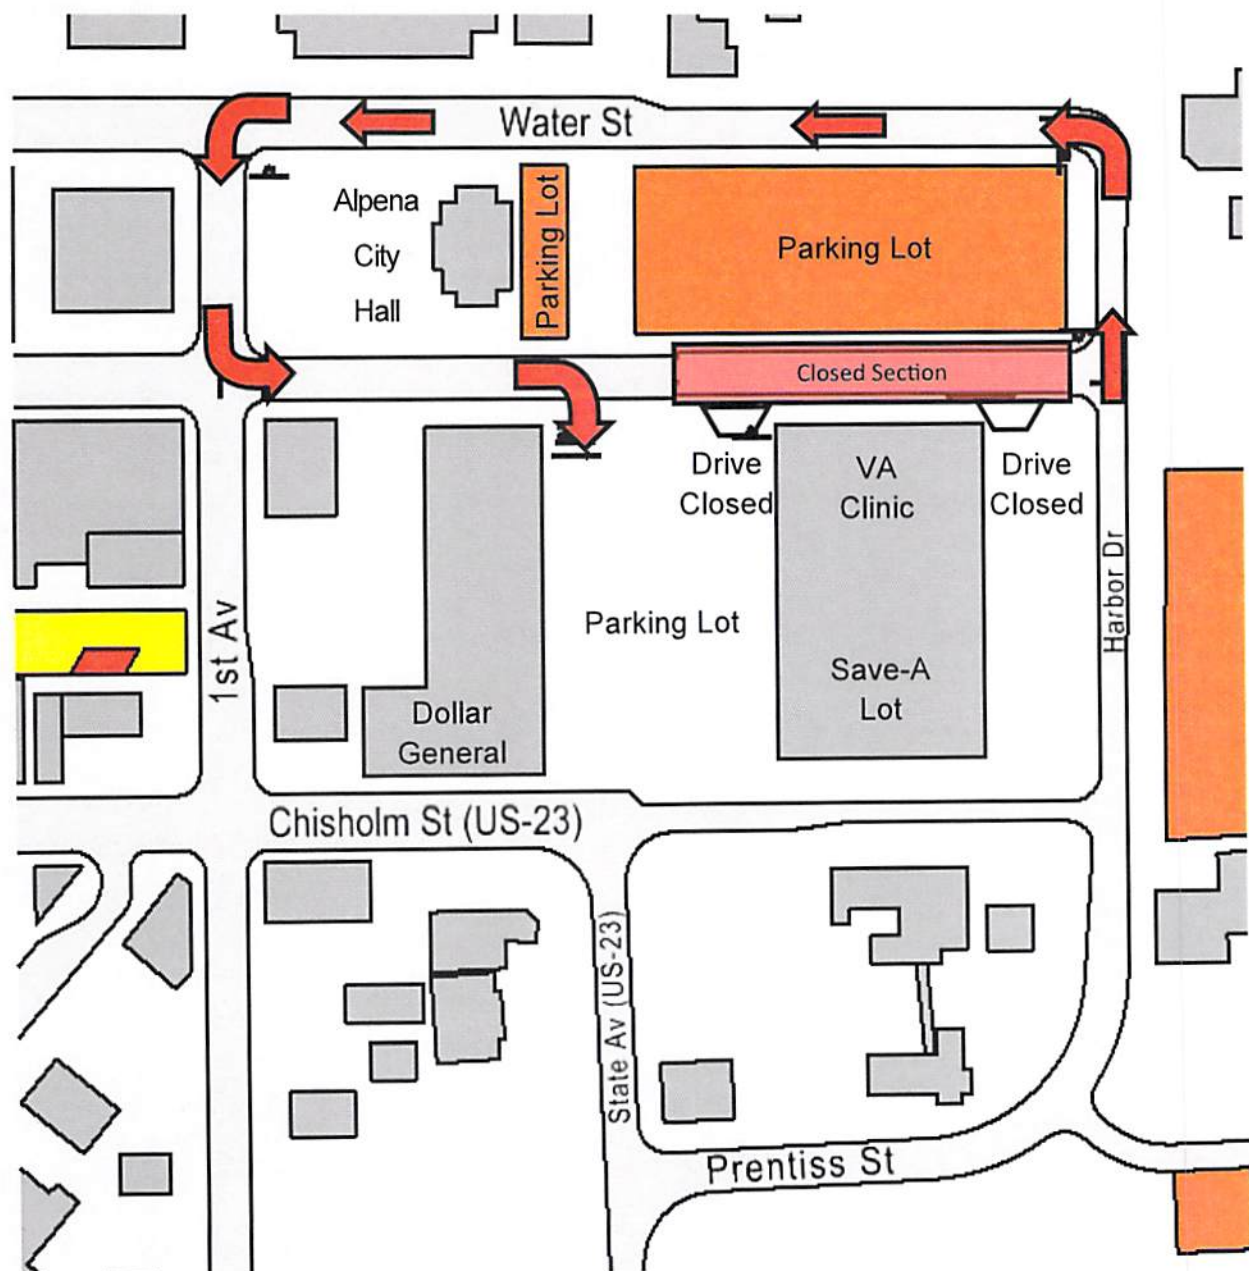 Water St
Alpena
City
Hall
Parking Lot
Parking Lot
Closed Section
Drive
Closed
VA
Clinic
Drive
Closed
Harbor Dr
1st Av
Parking Lot
Save-A
Lot
Dollar
General
Chisholm St (US-23)
State Av (US-23)
Prentiss St